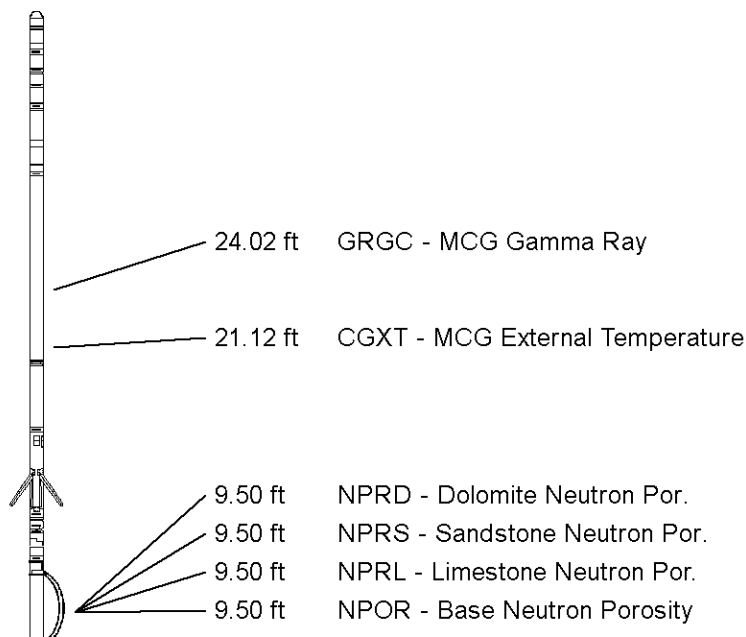 24.02 ft GRGC - MCG Gamma Ray
21.12 ft CGXT - MCG External Temperature
9.50 ft NPRD - Dolomite Neutron Por.
9.50 ft NPRS - Sandstone Neutron Por.
9.50 ft NPRL - Limestone Neutron Por.
9.50 ft NPOR - Base Neutron Porosity